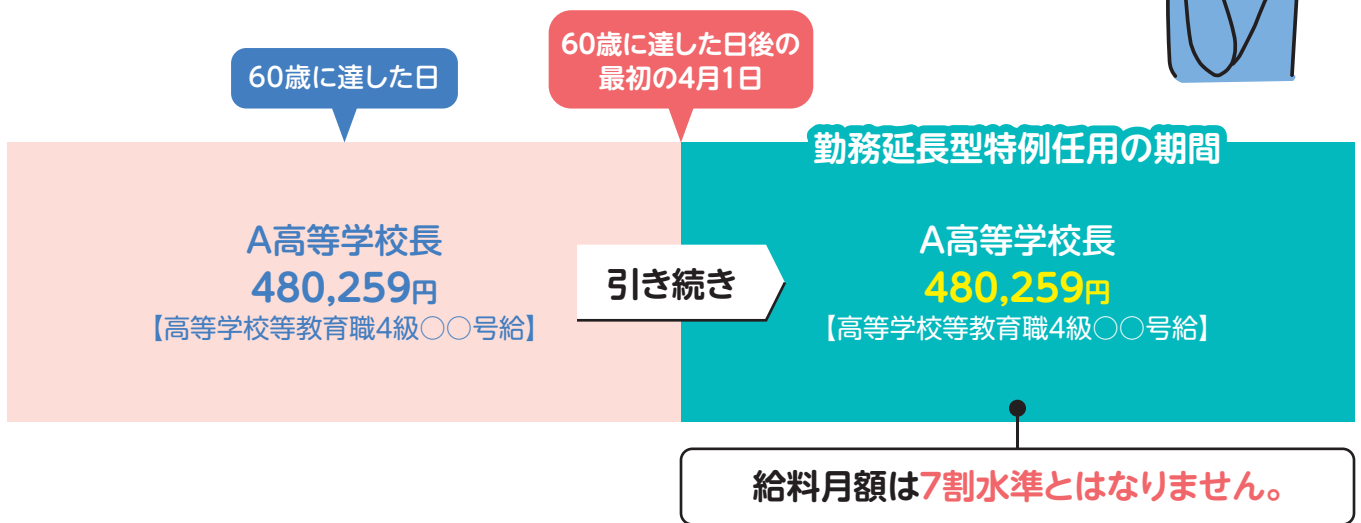 60歳に達した日
60歳に達した日後の
最初の4月1日
勤務延長型特例任用の期間
A高等学校長
480,259円
【高等学校等教育職4級○○号給】
引き続き
A高等学校長
480,259円
【高等学校等教育職4級○○号給】
給料月額は7割水準とはなりません。